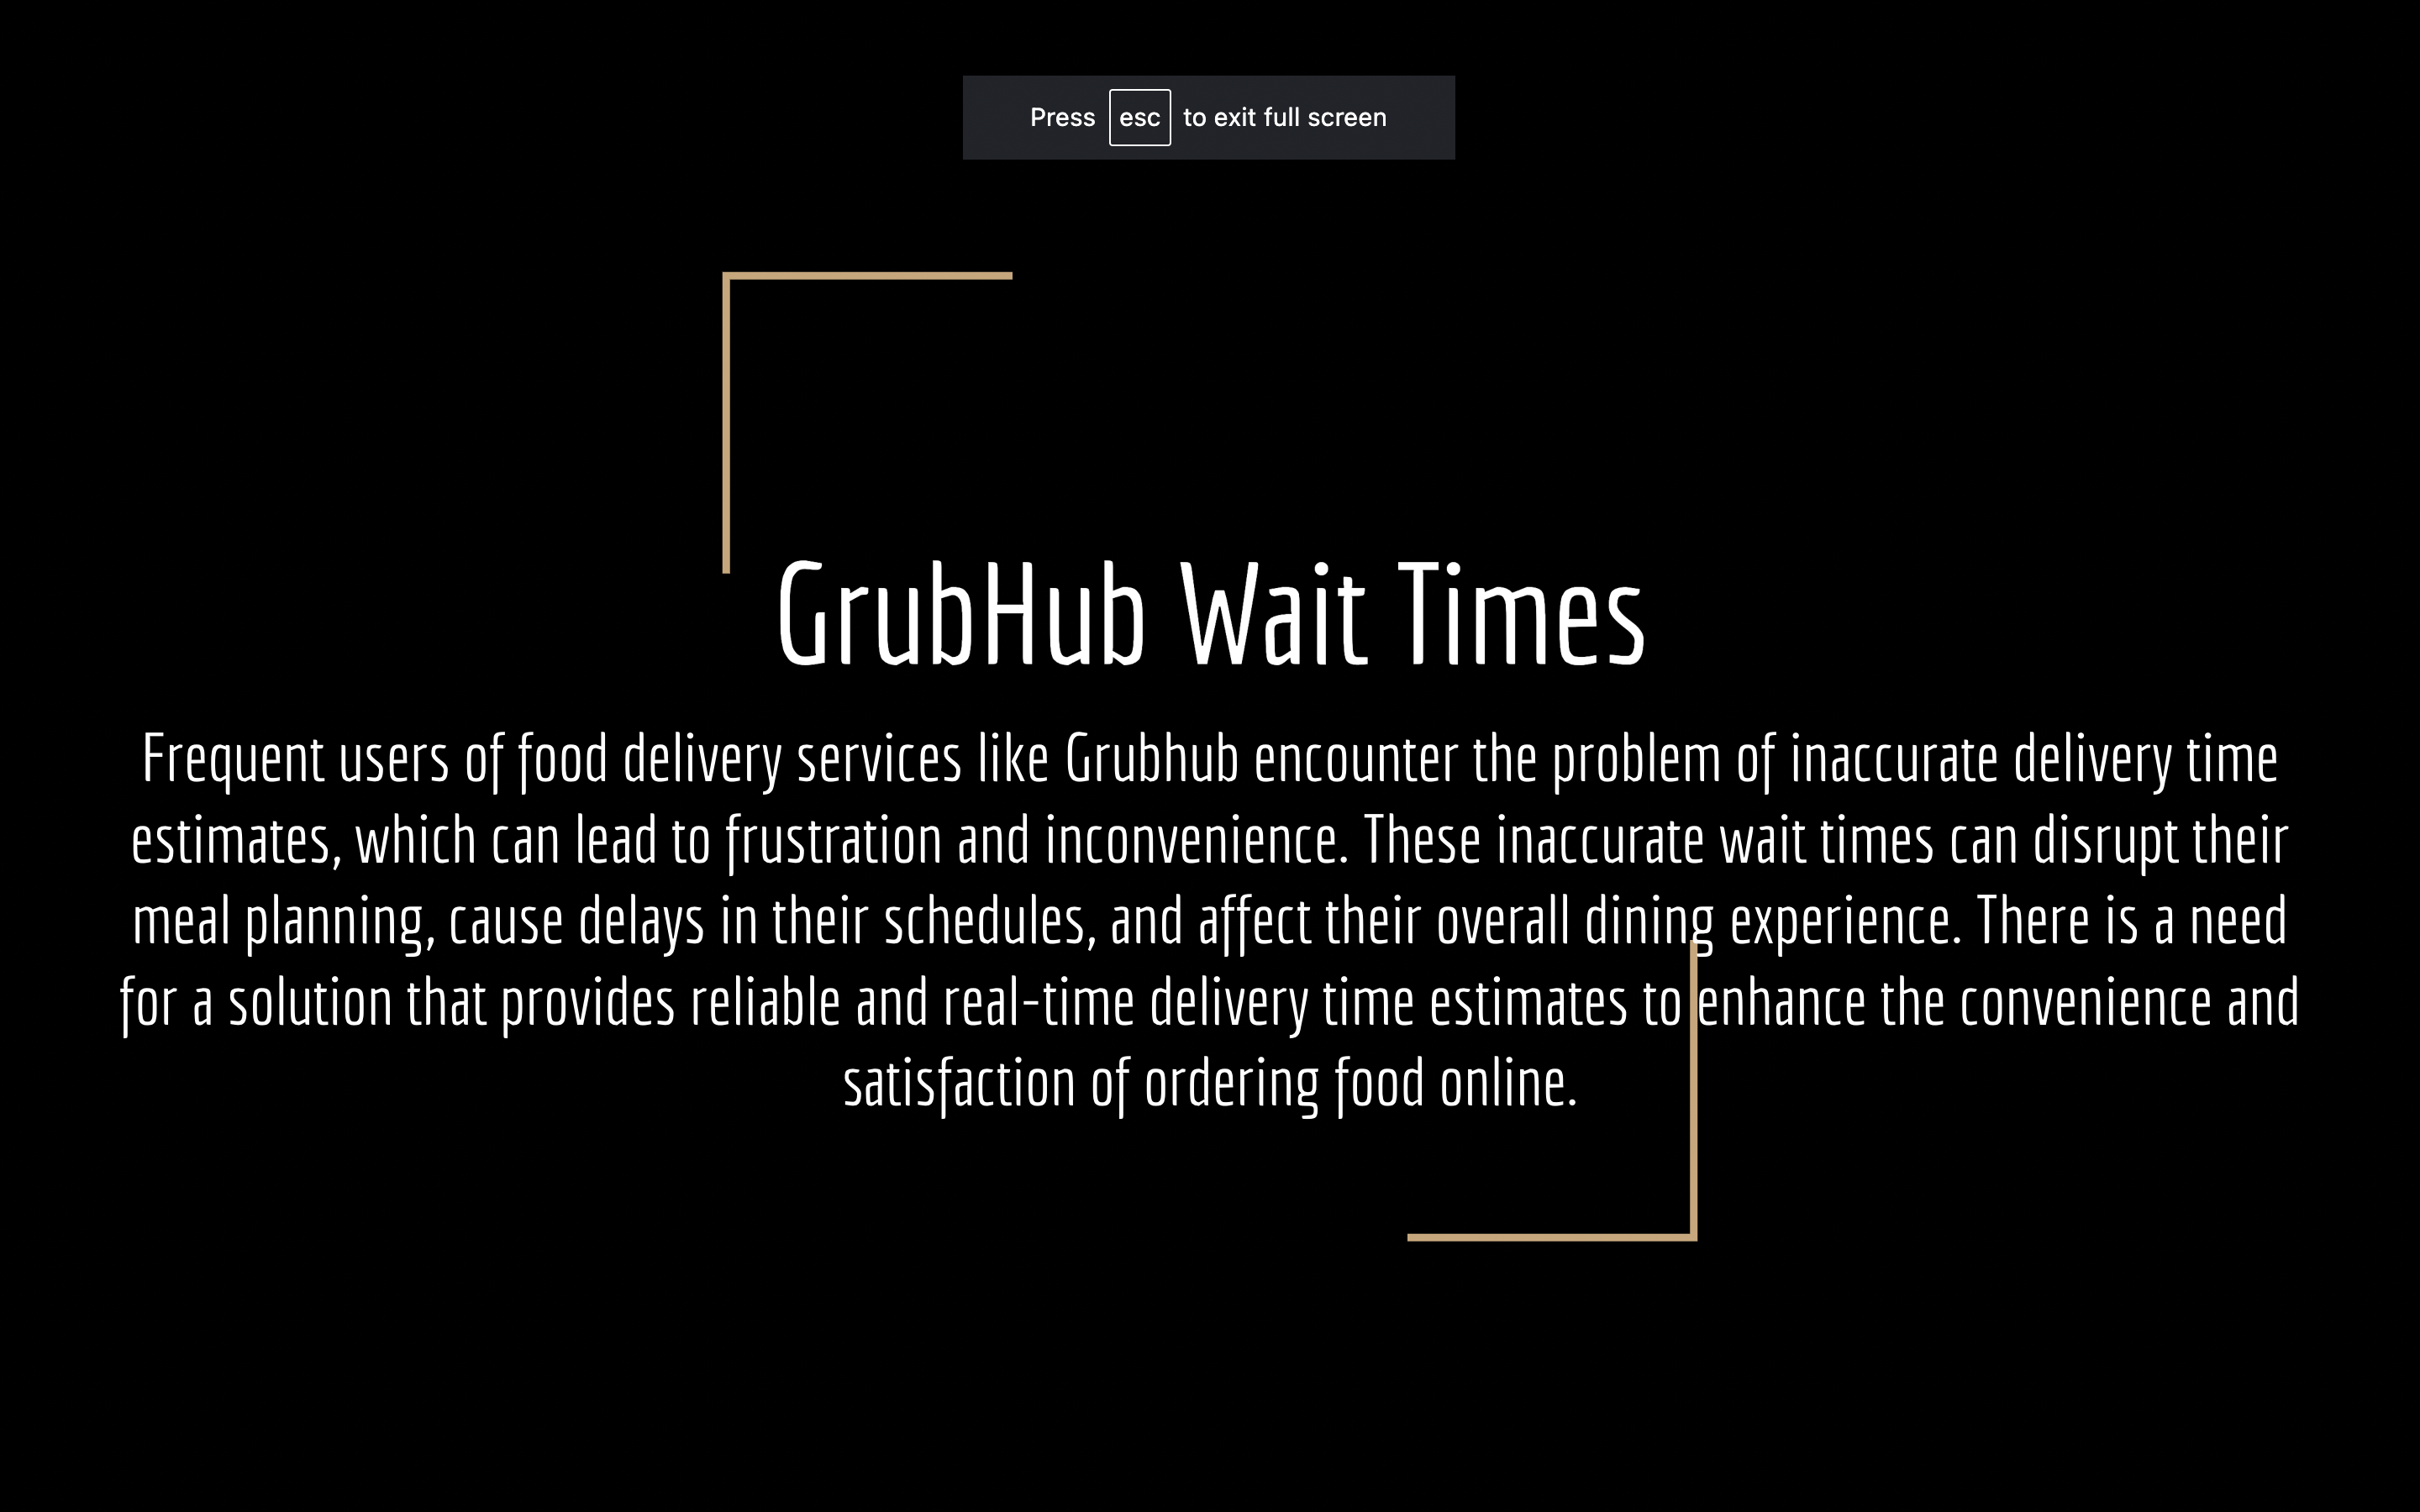 Press esc to exit full screen
GrubHub Wait Times
Frequent users of food delivery services like Grubhub encounter the problem of inaccurate delivery time
estimates, which can lead to frustration and inconvenience. These inaccurate wait times can disrupt their
meal planning, cause delays in their schedules, and affect their overall dining experience. There is a need
for a solution that provides reliable and real-time delivery time estimates to enhance the convenience and
satisfaction of ordering food online.